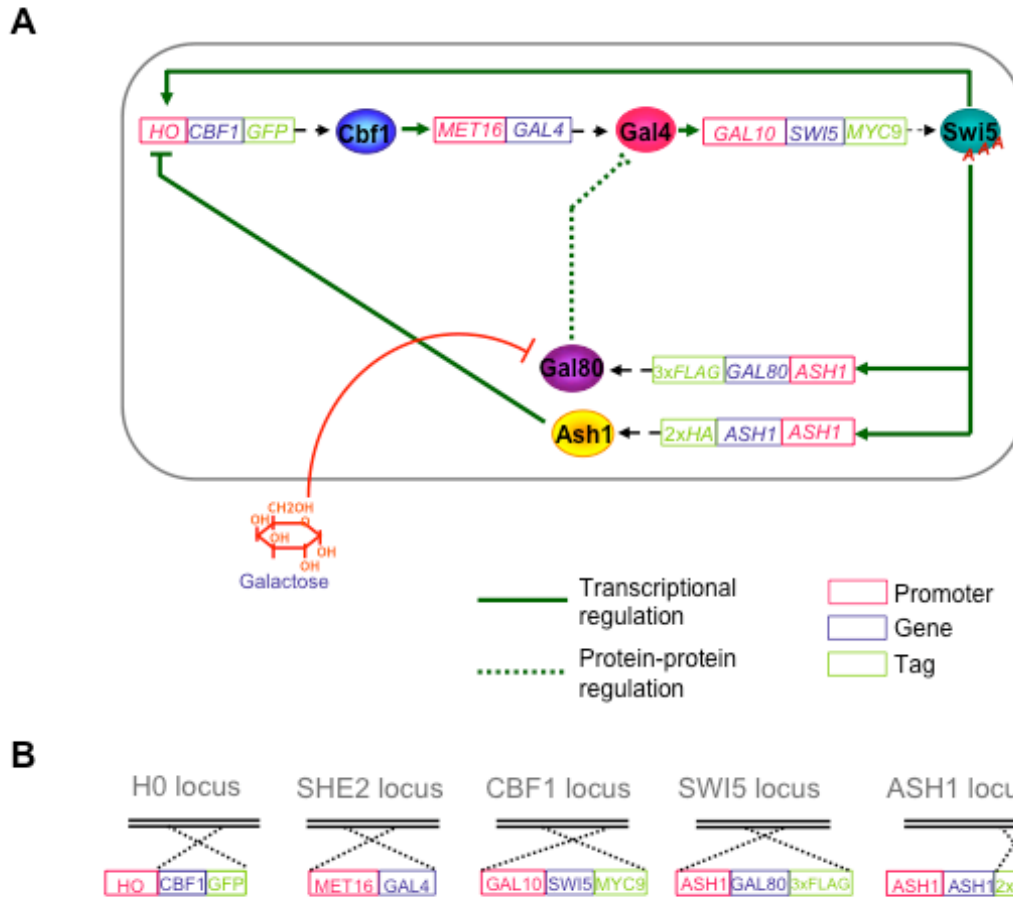 A
HO CBF1 GFP Cbf1 MET16 GAL4 Gal4 GAL10 SWI5 MYC9 Swi5
A A A
Gal80 3xFLAG GAL80 ASH1
Ash1 2xHA ASH1 ASH1
CH2OH
OH O
OH OH
OH
Galactose
Transcriptional
regulation
Protein-protein
regulation
Promoter
Gene
Tag
B
H0 locus SHE2 locus CBF1 locus SWI5 locus ASH1
HO CBF1 GFP MET16 GAL4 GAL10 SWI5 MYC9 ASH1 GAL80 3xFLAG ASH1 ASH1